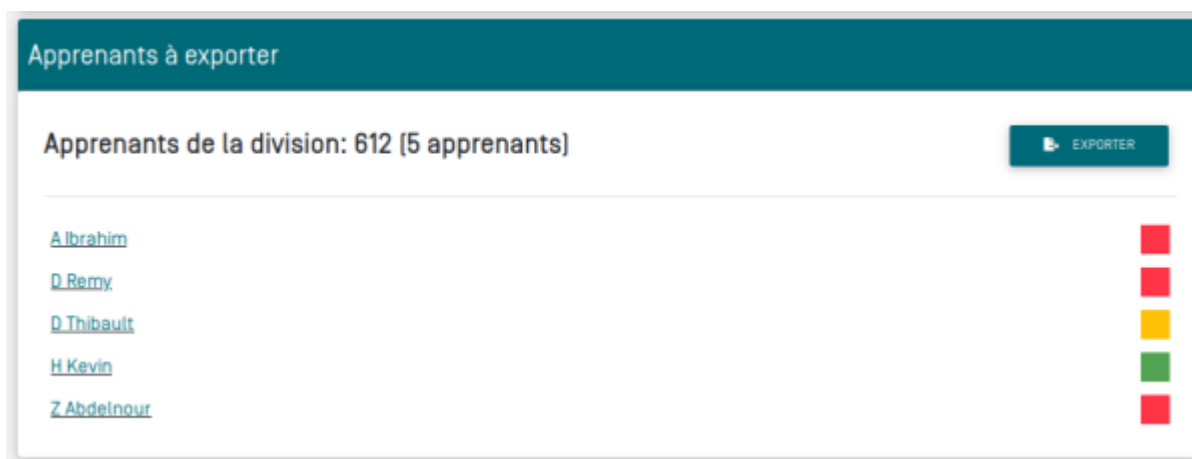 Apprenants à exporter
Apprenants de la division: 612 (5 apprenants)
EXPORTER
A Ibrahim
D Remy
D Thibault
H Kevin
Z Abdelnour